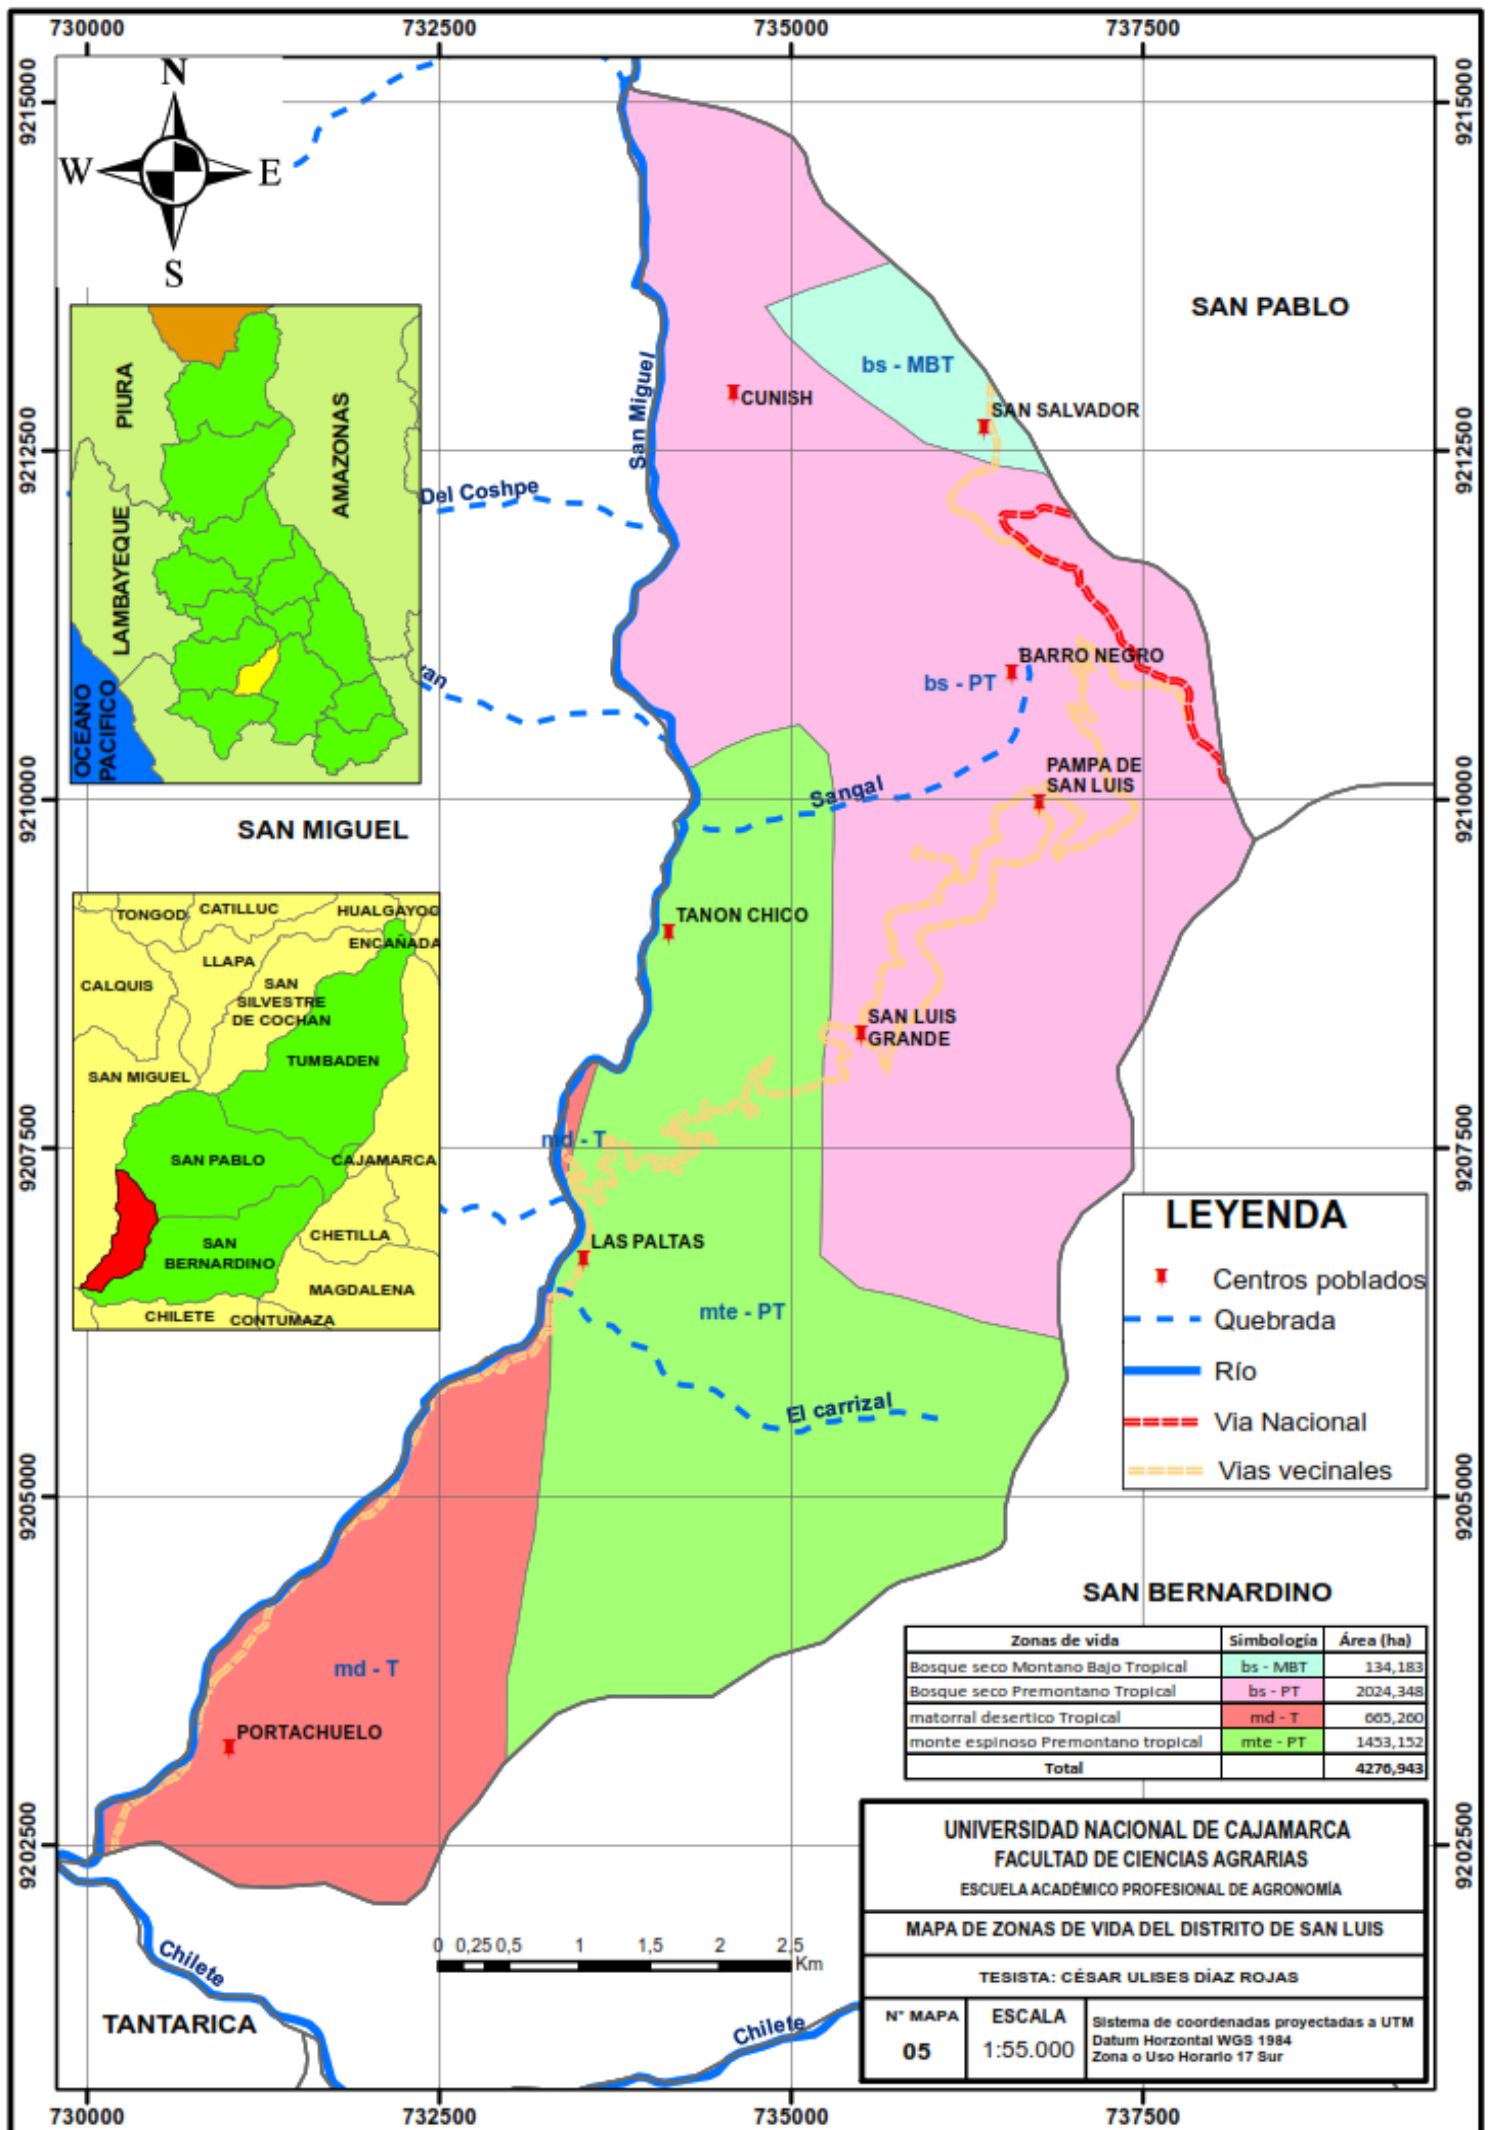 730000
732500
735000
737500
9215000
9215000
N
W
E
S
SAN PABLO
PIURA
AMAZONAS
LAMBAYEQUE
OCEANO
PACIFICO
San Miguel
bs - MBT
CUNISH
SAN SALVADOR
9212500
9212500
Del Coshpe
BARRO NEGRO
bs - PT
PAMPA DE
SAN LUIS
Sangal
9210000
9210000
SAN MIGUEL
TONGOD
CATILLUC
HUALGAYOC
ENCAÑADA
LLAPA
CALQUIS
SAN
SILVESTRE
DE COCHAN
TUMBADEN
SAN MIGUEL
SAN PABLO
CAJAMARCA
CHETILLA
SAN
BERNARDINO
MAGDALENA
CHILETE
CONTUMAZA
TANON CHICO
SAN LUIS
GRANDE
md - T
9207500
9207500
LAS PALTAS
mte - PT
El carrizal
LEYENDA
Centros poblados
Quebrada
Río
Via Nacional
Vias vecinales
9205000
9205000
SAN BERNARDINO
md - T
PORTACHUELO
Zonas de vida Simbología Área (ha)
Bosque seco Montano Bajo Tropical bs - MBT 134,183
Bosque seco Premontano Tropical bs - PT 2024,348
matorral desertico Tropical md - T 665,260
monte espinoso Premontano tropical mte - PT 1453,152
Total 4276,943
9202500
9202500
UNIVERSIDAD NACIONAL DE CAJAMARCA
FACULTAD DE CIENCIAS AGRARIAS
ESCUELA ACADÉMICO PROFESIONAL DE AGRONOMÍA
MAPA DE ZONAS DE VIDA DEL DISTRITO DE SAN LUIS
TESISTA: CÉSAR ULISES DÍAZ ROJAS
N° MAPA
05
ESCALA
1:55.000
Sistema de coordenadas proyectadas a UTM
Datum Horzontal WGS 1984
Zona o Uso Horario 17 Sur
0 0,25 0,5 1 1,5 2 2,5
Km
Chilete
Chilete
TANTARICA
730000
732500
735000
737500